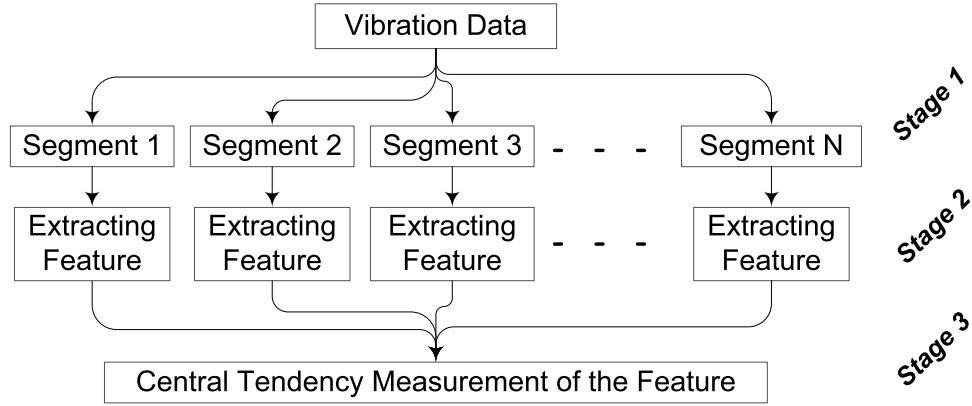 Vibration Data
Stage 1
Segment 1
Segment 2
Segment 3
- - -
Segment N
Stage 2
Extracting
Feature
Extracting
Feature
Extracting
Feature
- - -
Extracting
Feature
Stage 3
Central Tendency Measurement of the Feature